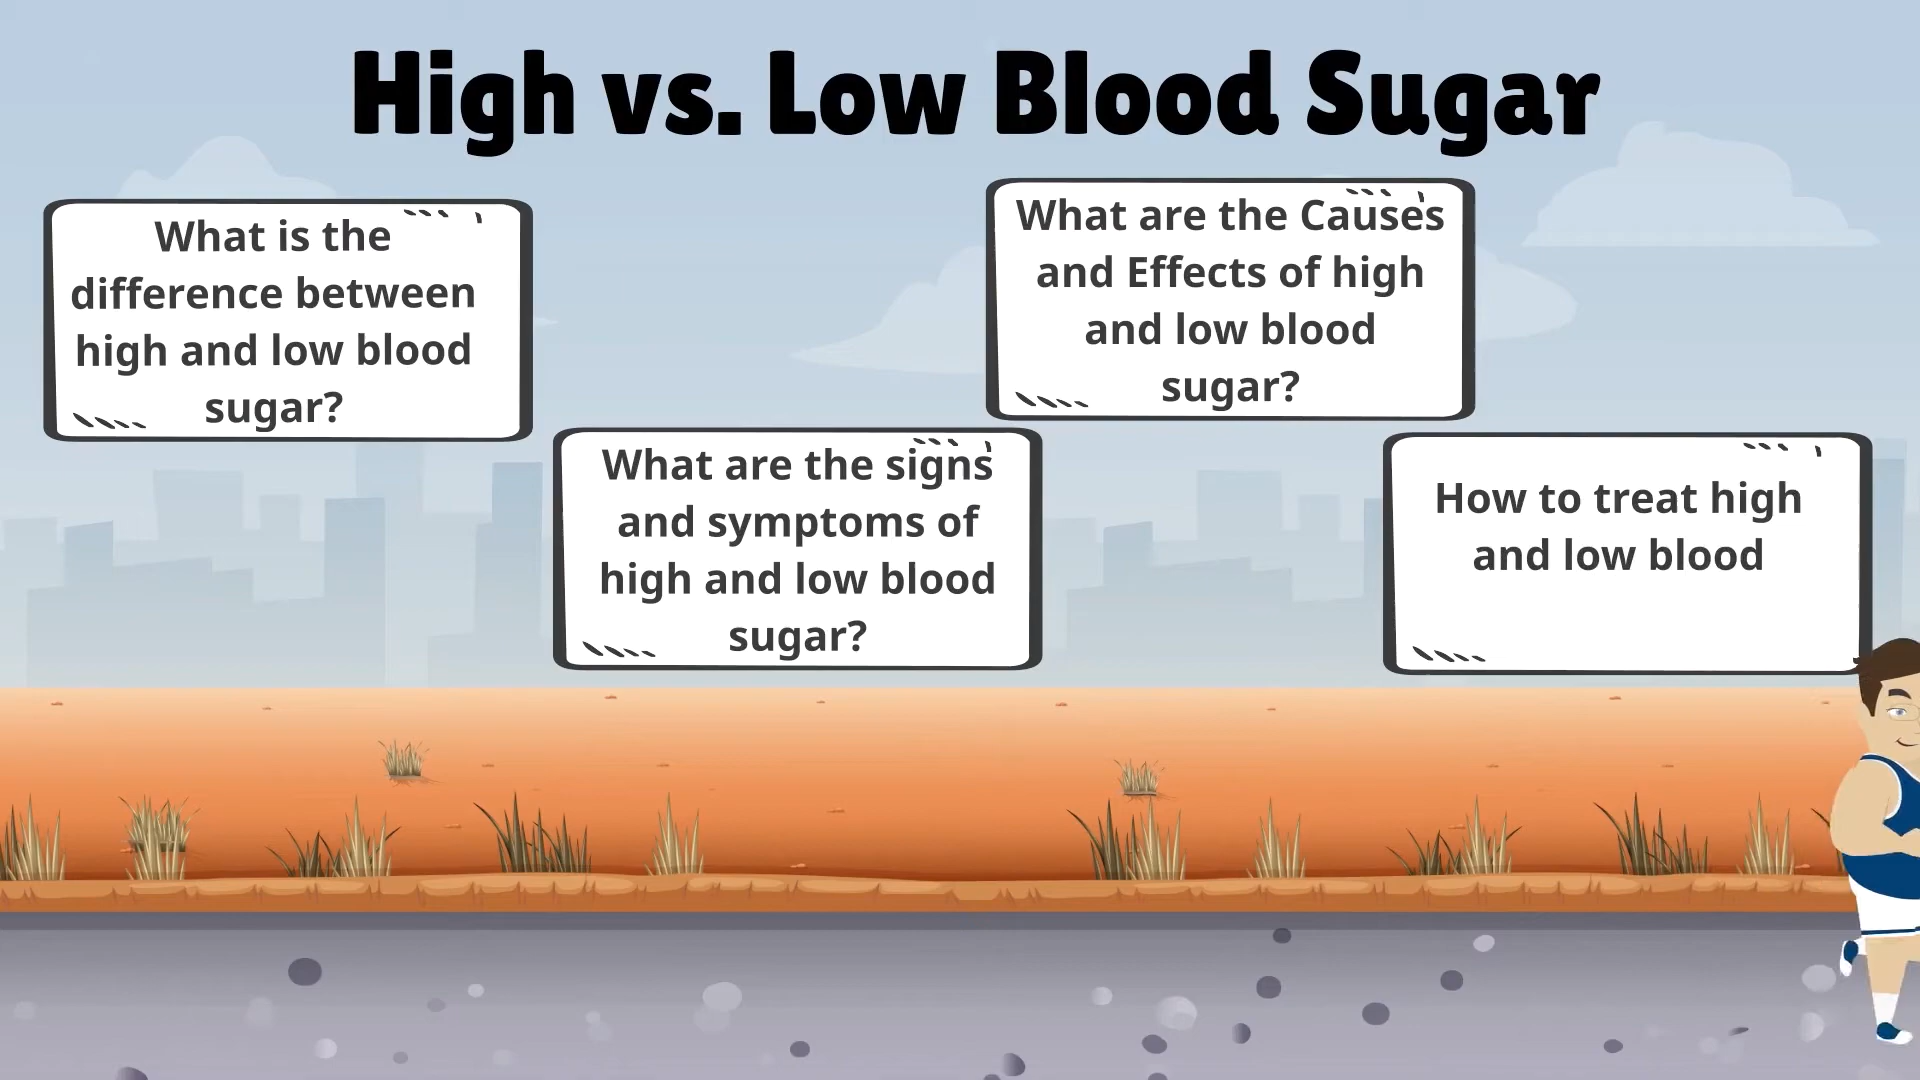 High vs. Low Blood Sugar
What is the
difference between
high and low blood
sugar?
What are the signs
and symptoms of
high and low blood
sugar?
What are the Causes
and Effects of high
and low blood
sugar?
How to treat high
and low blood